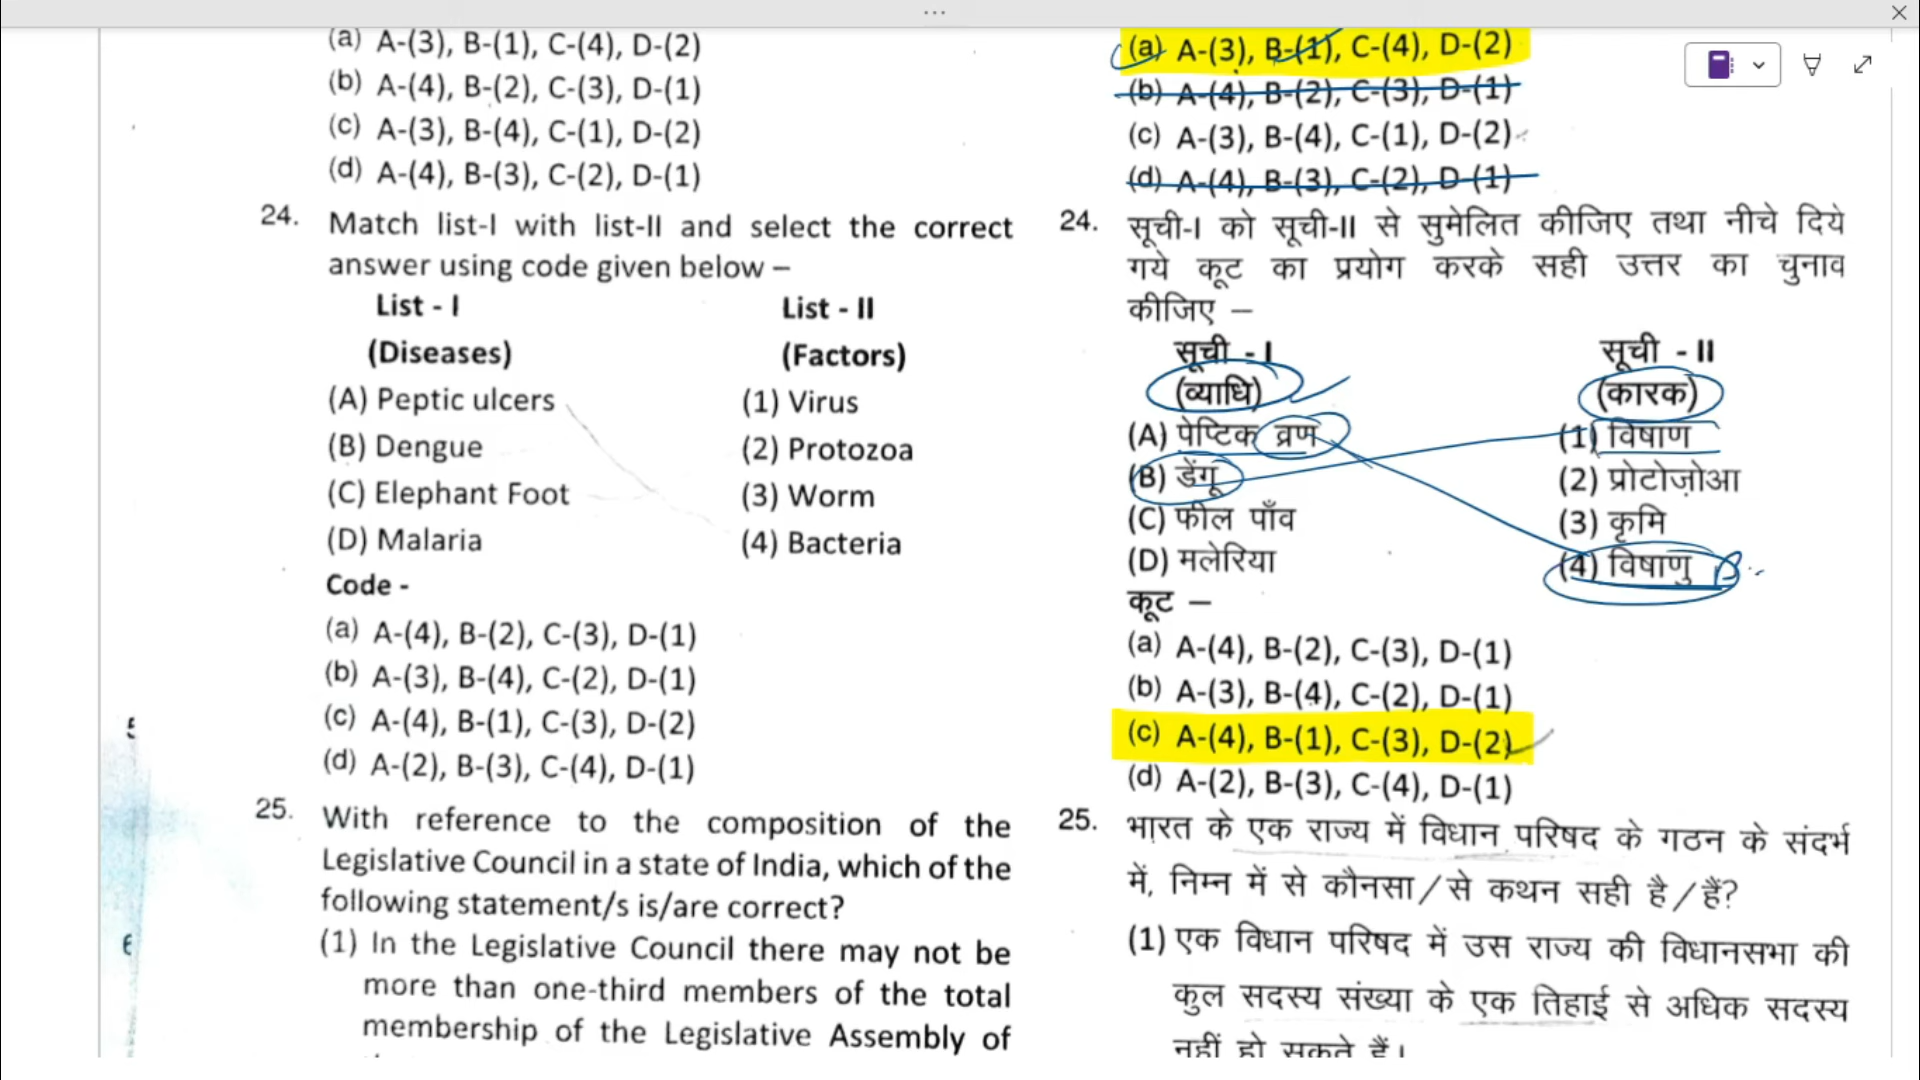 (a) A-(3), B-(1), C-(4), D-(2)
(b) A-(4), B-(2), C-(3), D-(1)
(c) A-(3), B-(4), C-(1), D-(2)
(d) A-(4), B-(3), C-(2), D-(1)
24. Match list-I with list-II and select the correct
answer using code given below –
List - I List - II
(Diseases) (Factors)
(A) Peptic ulcers (1) Virus
(B) Dengue (2) Protozoa
(C) Elephant Foot (3) Worm
(D) Malaria (4) Bacteria
Code -
(a) A-(4), B-(2), C-(3), D-(1)
(b) A-(3), B-(4), C-(2), D-(1)
(c) A-(4), B-(1), C-(3), D-(2)
(d) A-(2), B-(3), C-(4), D-(1)
25. With reference to the composition of the
Legislative Council in a state of India, which of the
following statement/s is/are correct?
(1) In the Legislative Council there may not be
more than one-third members of the total
membership of the Legislative Assembly of
(a) A-(3), B-(1), C-(4), D-(2)
(b) A-(4), B-(2), C-(3), D-(1)
(c) A-(3), B-(4), C-(1), D-(2)
(d) A-(4), B-(3), C-(2), D-(1)
24. सूची-I को सूची-II से सुमेलित कीजिए तथा नीचे दिये
गये कूट का प्रयोग करके सही उत्तर का चुनाव
कीजिए –
सूची - I सूची - II
(व्याधि) (कारक)
(A) पेप्टिक व्रण (1) विषाण
(B) डेंगू (2) प्रोटोज़ोआ
(C) फील पाँव (3) कृमि
(D) मलेरिया (4) विषाणु
कूट –
(a) A-(4), B-(2), C-(3), D-(1)
(b) A-(3), B-(4), C-(2), D-(1)
(c) A-(4), B-(1), C-(3), D-(2)
(d) A-(2), B-(3), C-(4), D-(1)
25. भारत के एक राज्य में विधान परिषद के गठन के संदर्भ
में, निम्न में से कौनसा/से कथन सही है/हैं?
(1) एक विधान परिषद में उस राज्य की विधानसभा की
कुल सदस्य संख्या के एक तिहाई से अधिक सदस्य
नहीं हो सकते हैं।